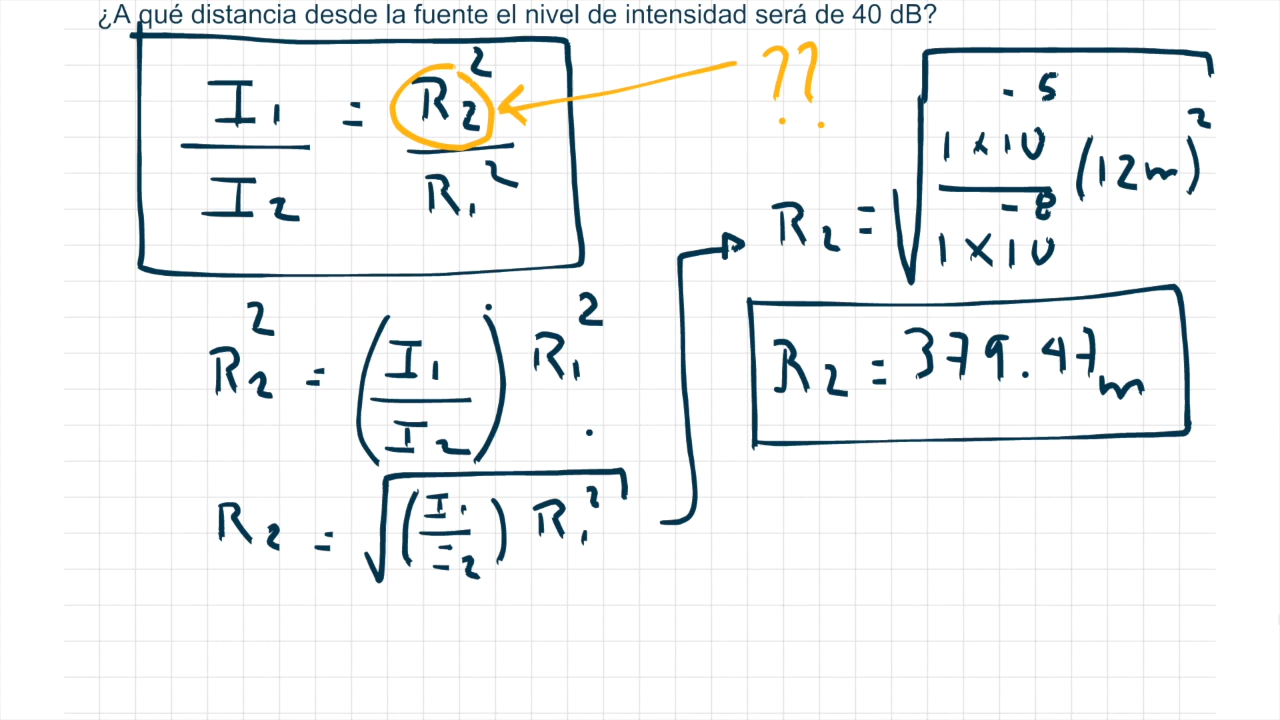 ¿A qué distancia desde la fuente el nivel de intensidad será de 40 dB?
I₁ / I₂ = R₂² / R₁²
??
R₂² = (I₁ / I₂) R₁²
R₂ = √((I₁ / I₂) R₁²)
R₂ = √(1×10⁻⁵ / 1×10⁻⁸ (12m)²)
R₂ = 379.47m